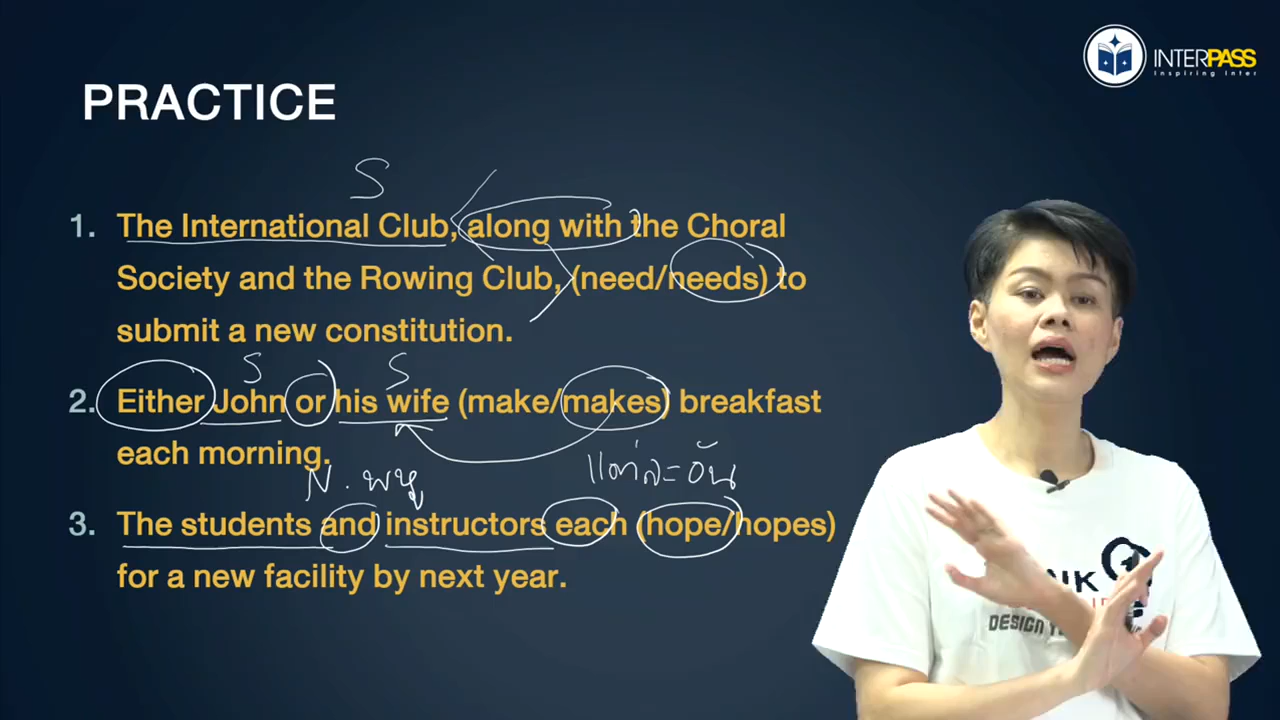 INTERPASS
Inspiring Inter
PRACTICE
S
1. The International Club, along with the Choral
Society and the Rowing Club, (need/needs) to
submit a new constitution.
S S
2. Either John or his wife (make/makes) breakfast
each morning.
N. พหู แต่ละอัน
3. The students and instructors each (hope/hopes)
for a new facility by next year.
DESIGN